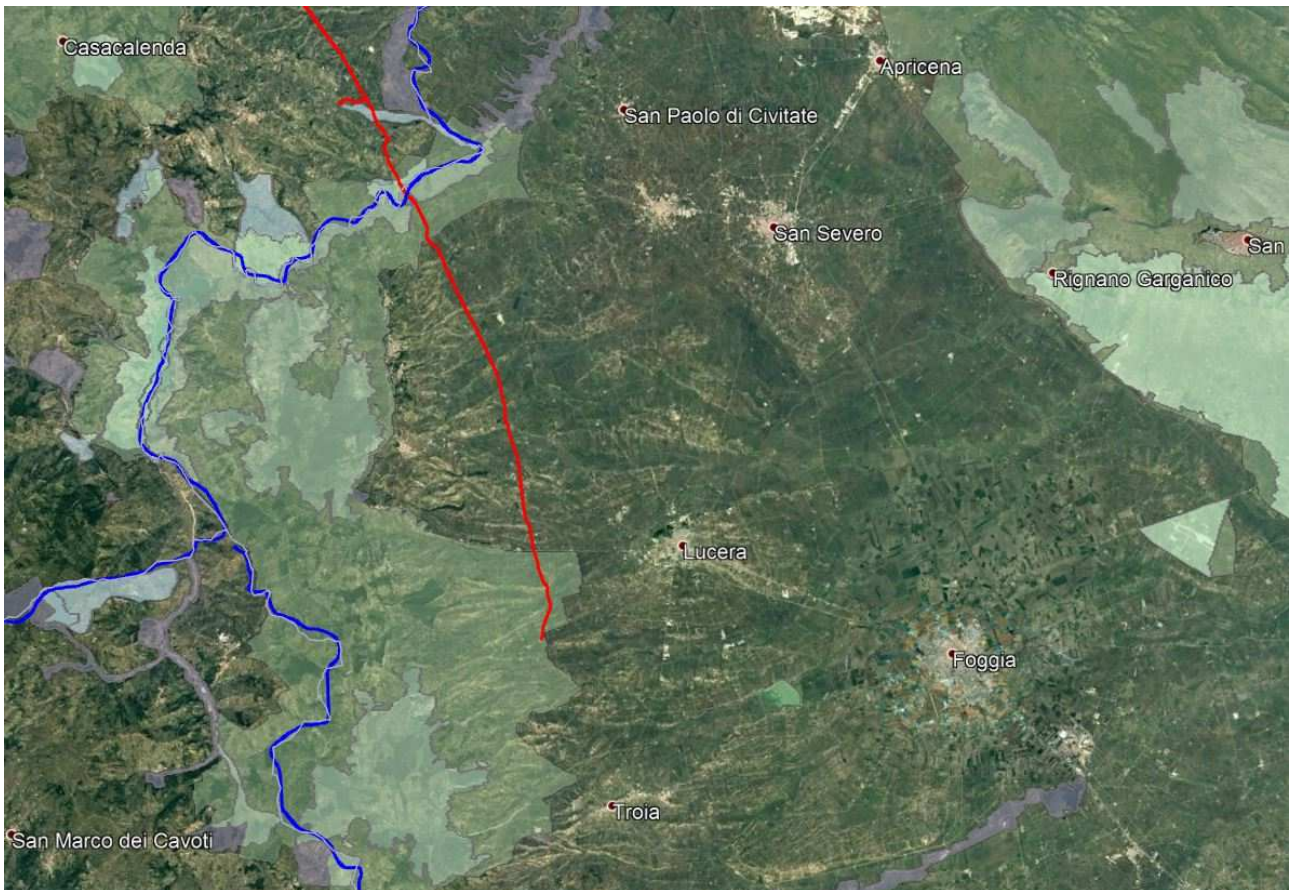 Casacalenda
Apricena
San Paolo di Civitate
San Severo
San
Rignano Garganico
Lucera
Foggia
Troia
San Marco dei Cavoti